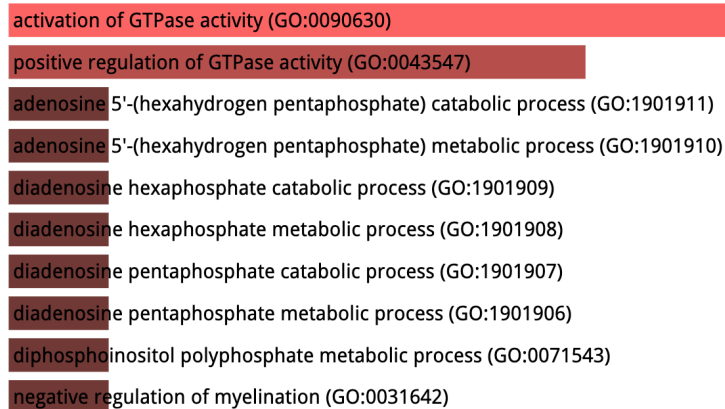 activation of GTPase activity (GO:0090630)
positive regulation of GTPase activity (GO:0043547)
adenosine 5'-(hexahydrogen pentaphosphate) catabolic process (GO:1901911)
adenosine 5'-(hexahydrogen pentaphosphate) metabolic process (GO:1901910)
diadenosine hexaphosphate catabolic process (GO:1901909)
diadenosine hexaphosphate metabolic process (GO:1901908)
diadenosine pentaphosphate catabolic process (GO:1901907)
diadenosine pentaphosphate metabolic process (GO:1901906)
diphosphoinositol polyphosphate metabolic process (GO:0071543)
negative regulation of myelination (GO:0031642)